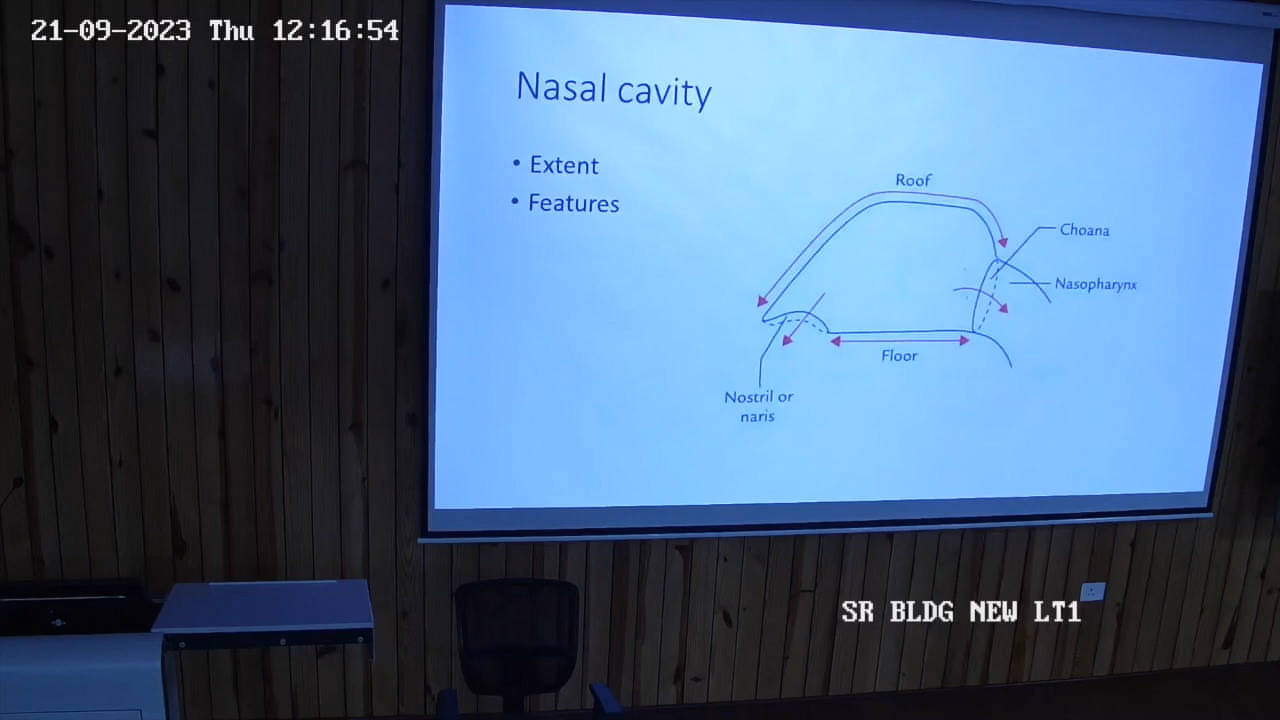 21-09-2023 Thu 12:16:54
Nasal cavity
• Extent
• Features
Roof
Choana
Nasopharynx
Floor
Nostril or
naris
SR BLDG NEW LT1